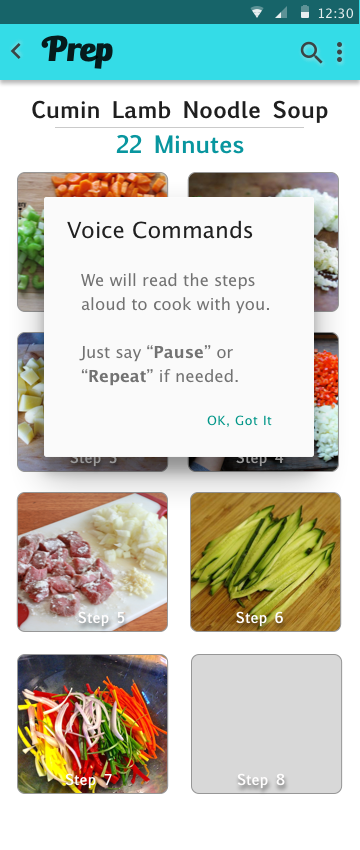 12:30
Prep
Cumin Lamb Noodle Soup
22 Minutes
Voice Commands
We will read the steps
aloud to cook with you.
Just say “Pause” or
“Repeat” if needed.
OK, Got It
Step 3
Step 4
Step 5
Step 6
Step 7
Step 8